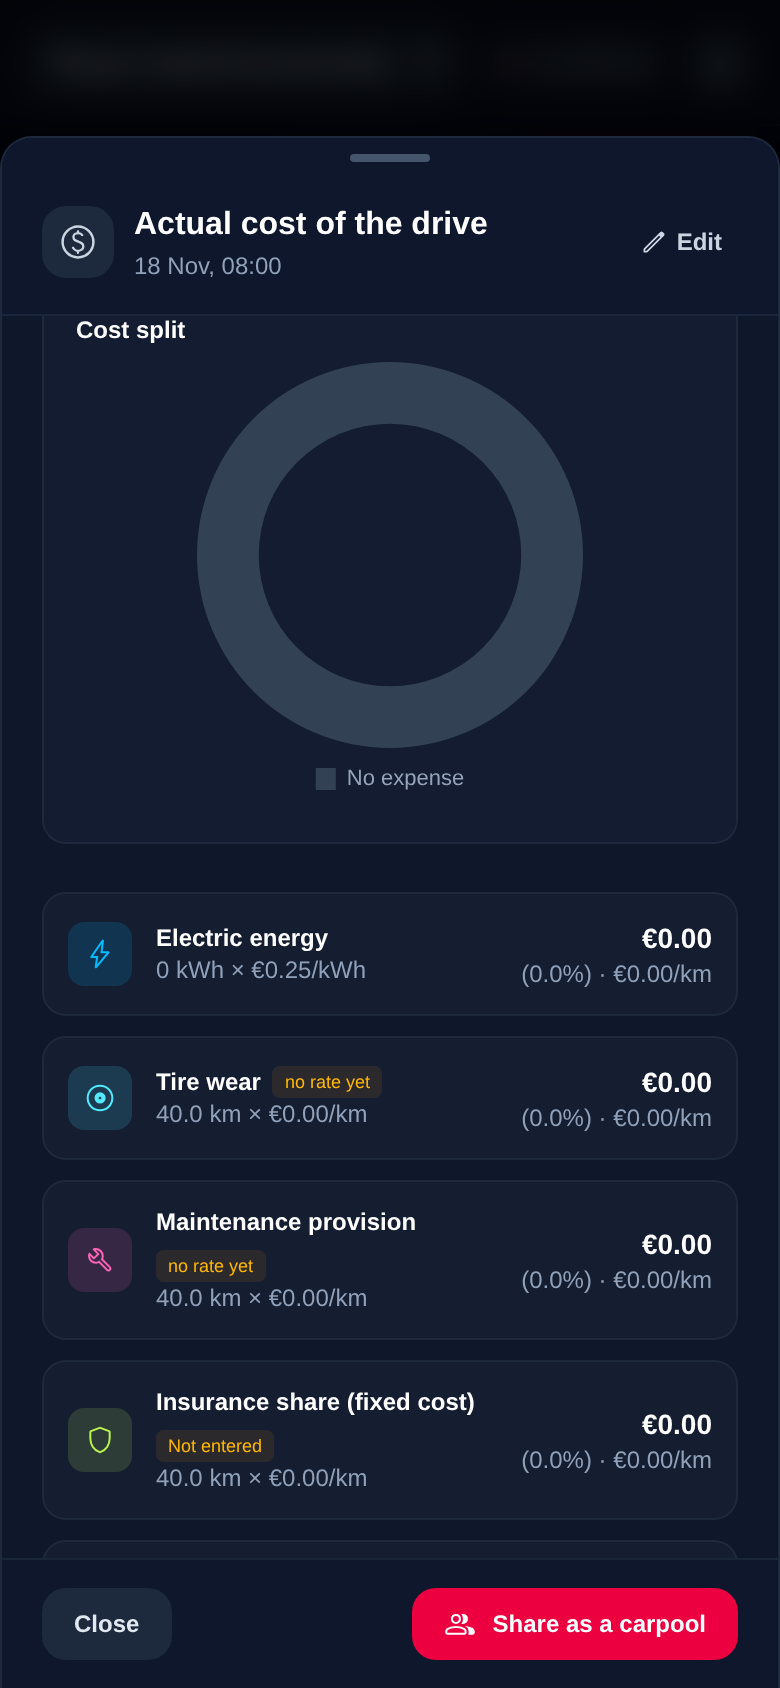 Actual cost of the drive
18 Nov, 08:00
Edit
Cost split
No expense
Electric energy
0 kWh × €0.25/kWh
€0.00
(0.0%) · €0.00/km
Tire wear no rate yet
40.0 km × €0.00/km
€0.00
(0.0%) · €0.00/km
Maintenance provision
no rate yet
40.0 km × €0.00/km
€0.00
(0.0%) · €0.00/km
Insurance share (fixed cost)
Not entered
40.0 km × €0.00/km
€0.00
(0.0%) · €0.00/km
Close
Share as a carpool